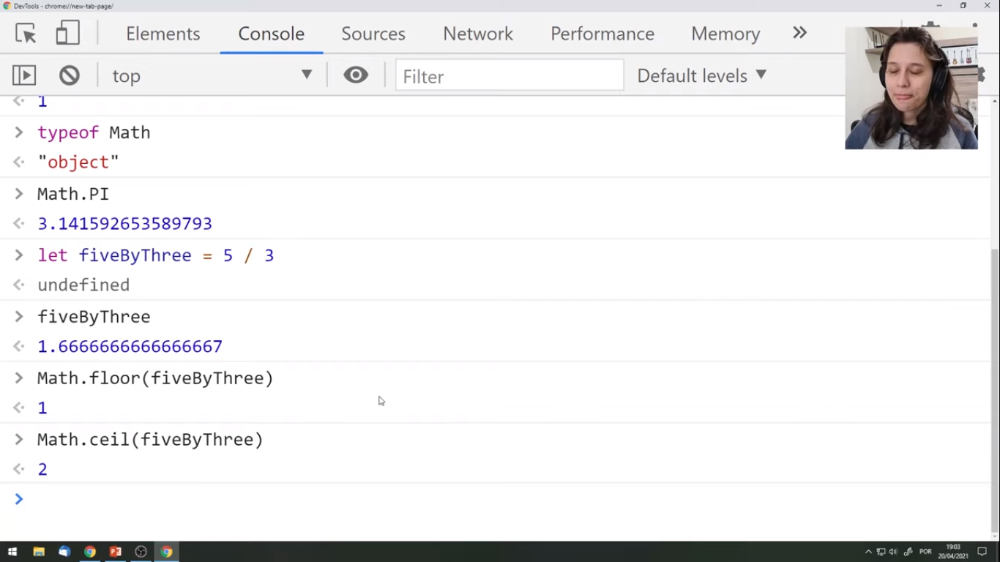 DevTools - chrome://new-tab-page/
Elements Console Sources Network Performance Memory »
top Filter Default levels
1
typeof Math
"object"
Math.PI
3.141592653589793
let fiveByThree = 5 / 3
undefined
fiveByThree
1.6666666666666667
Math.floor(fiveByThree)
1
Math.ceil(fiveByThree)
2
POR 19:03
20/04/2021